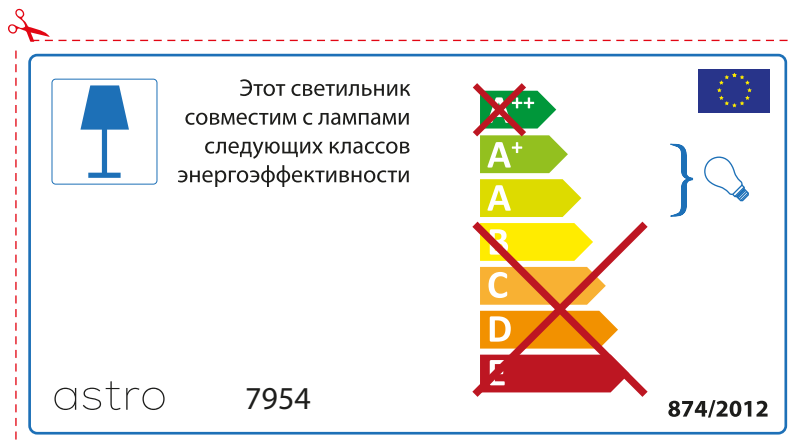 Этот светильник
совместим с лампами
следующих классов
энергоэффективности
A++
A+
A
B
C
D
E
astro
7954
874/2012